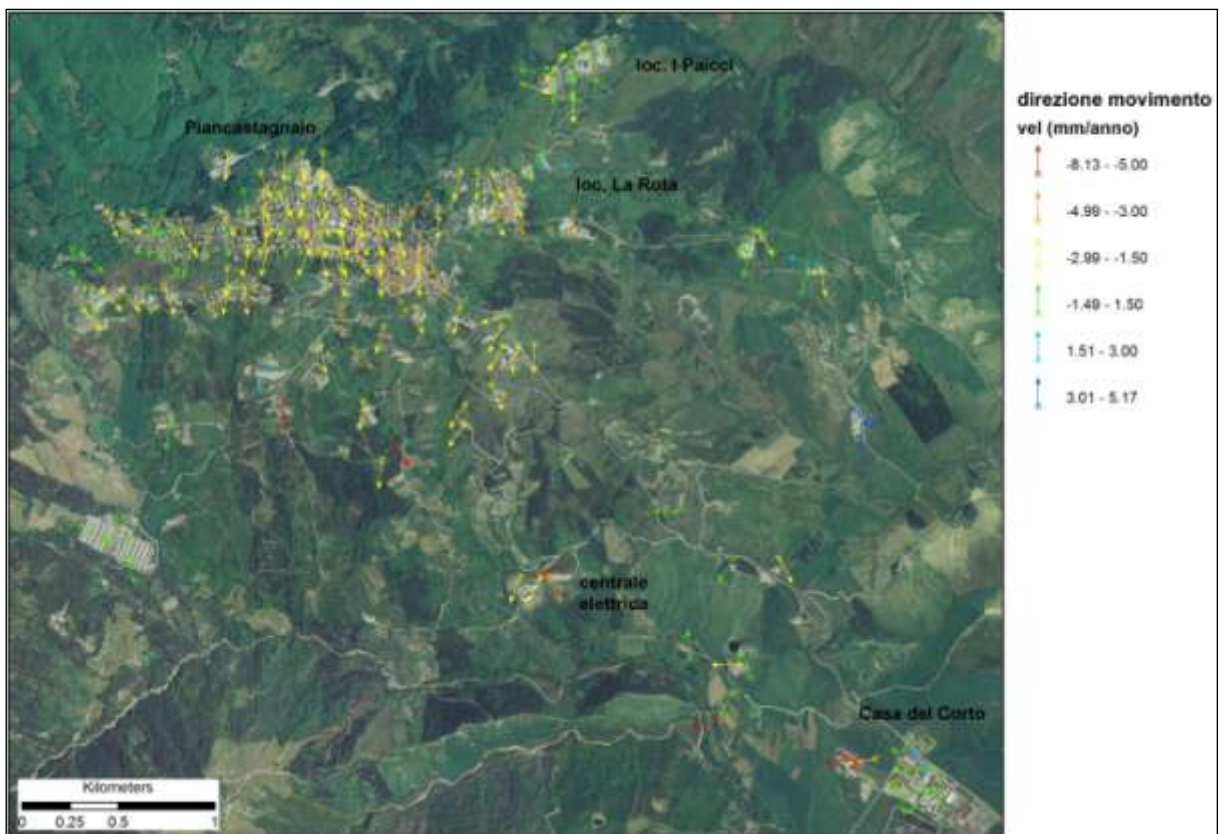 loc. I Paicci
Piancastagnaio
loc. La Rota
centrale
elettrica
Casa del Corto
Kilometers
0 0.25 0.5 1
direzione movimento
vel (mm/anno)
-8.13 - -5.00
-4.99 - -3.00
-2.99 - -1.50
-1.49 - 1.50
1.51 - 3.00
3.01 - 5.17